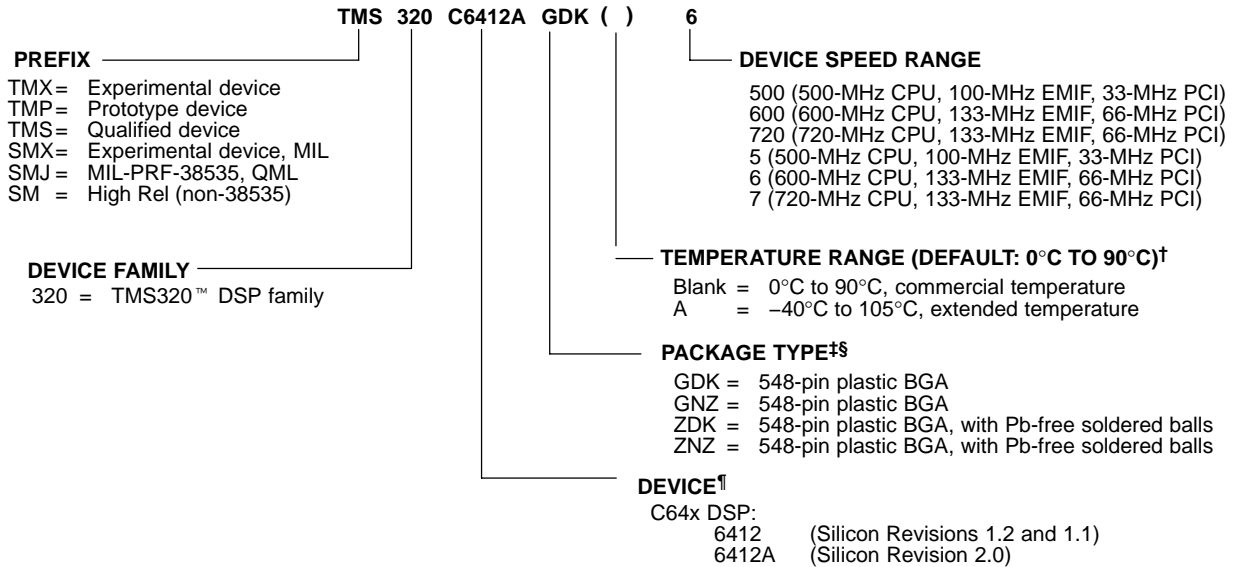 TMS 320 C6412A GDK ( ) 6
PREFIX
TMX= Experimental device
TMP= Prototype device
TMS= Qualified device
SMX= Experimental device, MIL
SMJ = MIL-PRF-38535, QML
SM = High Rel (non-38535)
DEVICE SPEED RANGE
500 (500-MHz CPU, 100-MHz EMIF, 33-MHz PCI)
600 (600-MHz CPU, 133-MHz EMIF, 66-MHz PCI)
720 (720-MHz CPU, 133-MHz EMIF, 66-MHz PCI)
5 (500-MHz CPU, 100-MHz EMIF, 33-MHz PCI)
6 (600-MHz CPU, 133-MHz EMIF, 66-MHz PCI)
7 (720-MHz CPU, 133-MHz EMIF, 66-MHz PCI)
DEVICE FAMILY
320 = TMS320™ DSP family
TEMPERATURE RANGE (DEFAULT: 0°C TO 90°C)†
Blank = 0°C to 90°C, commercial temperature
A = −40°C to 105°C, extended temperature
PACKAGE TYPE‡§
GDK = 548-pin plastic BGA
GNZ = 548-pin plastic BGA
ZDK = 548-pin plastic BGA, with Pb-free soldered balls
ZNZ = 548-pin plastic BGA, with Pb-free soldered balls
DEVICE¶
C64x DSP:
6412 (Silicon Revisions 1.2 and 1.1)
6412A (Silicon Revision 2.0)